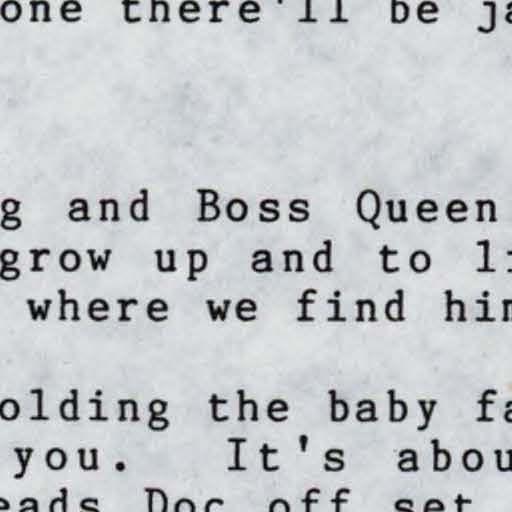 one there'll be ja
g and Boss Queen
grow up and to li
where we find him
olding the baby fa
you. It's abou
eads Doc off set